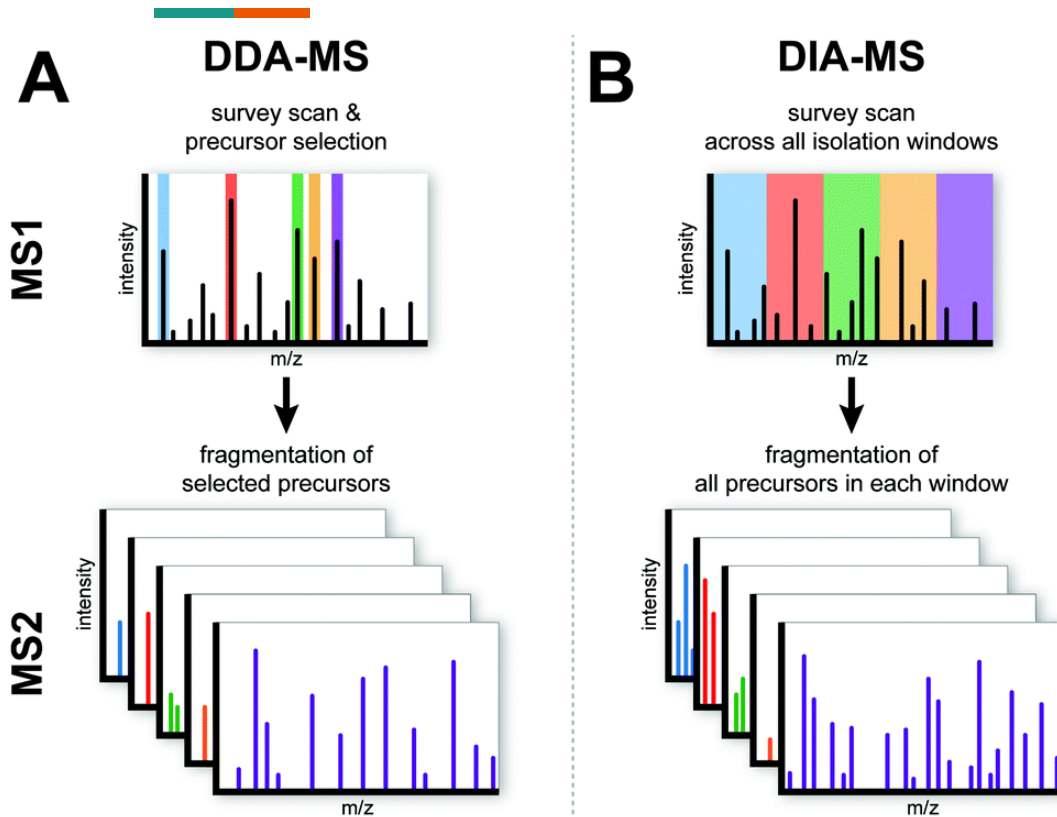 A
DDA-MS
survey scan &
precursor selection
MS1
intensity
m/z
fragmentation of
selected precursors
MS2
intensity
m/z
B
DIA-MS
survey scan
across all isolation windows
intensity
m/z
fragmentation of
all precursors in each window
intensity
m/z